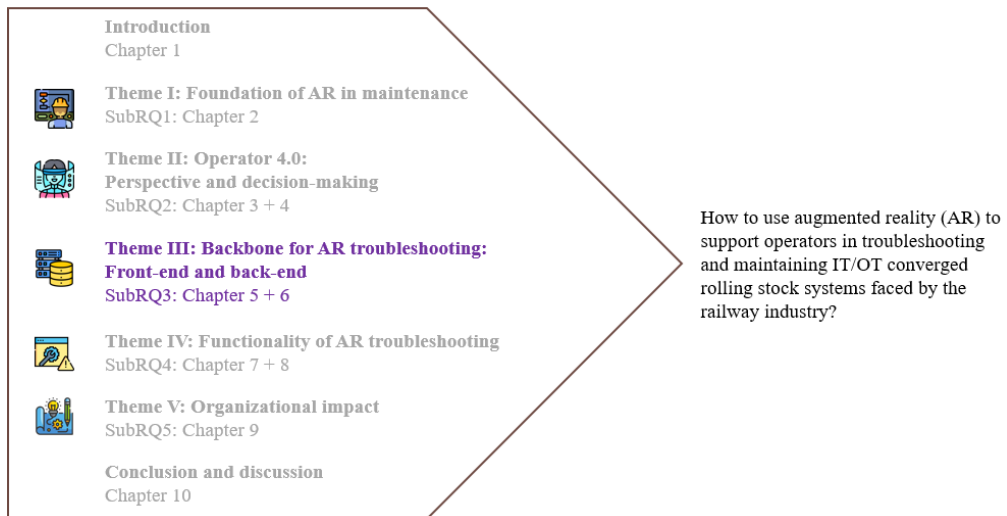 Introduction
Chapter 1
Theme I: Foundation of AR in maintenance
SubRQ1: Chapter 2
Theme II: Operator 4.0:
Perspective and decision-making
SubRQ2: Chapter 3 + 4
Theme III: Backbone for AR troubleshooting:
Front-end and back-end
SubRQ3: Chapter 5 + 6
Theme IV: Functionality of AR troubleshooting
SubRQ4: Chapter 7 + 8
Theme V: Organizational impact
SubRQ5: Chapter 9
Conclusion and discussion
Chapter 10
How to use augmented reality (AR) to
support operators in troubleshooting
and maintaining IT/OT converged
rolling stock systems faced by the
railway industry?